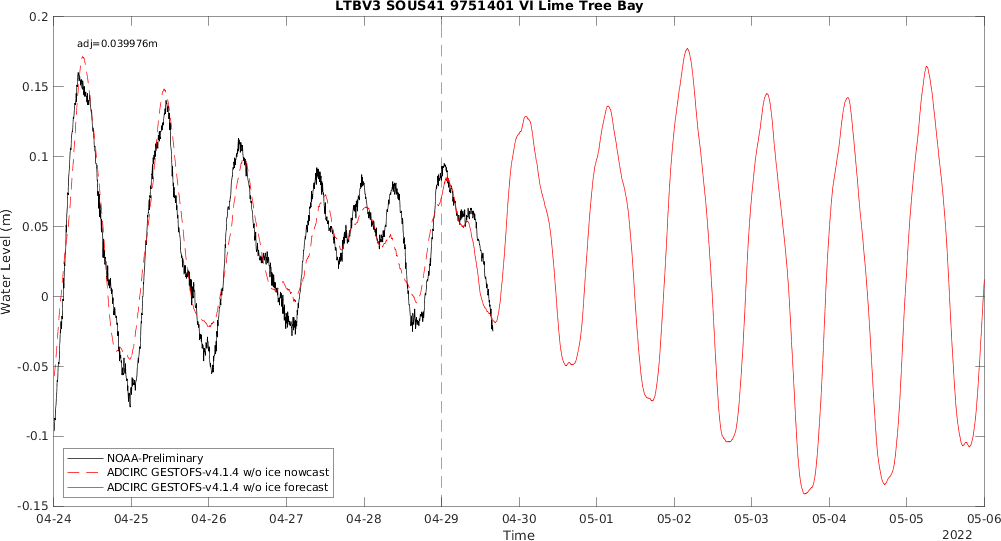 LTBV3 SOUS41 9751401 VI Lime Tree Bay
adj=0.039976m
0.2
0.15
0.1
0.05
0
-0.05
-0.1
-0.15
Water Level (m)
NOAA-Preliminary
ADCIRC GESTOFS-v4.1.4 w/o ice nowcast
ADCIRC GESTOFS-v4.1.4 w/o ice forecast
04-24 04-25 04-26 04-27 04-28 04-29 04-30 05-01 05-02 05-03 05-04 05-05 05-06
Time
2022